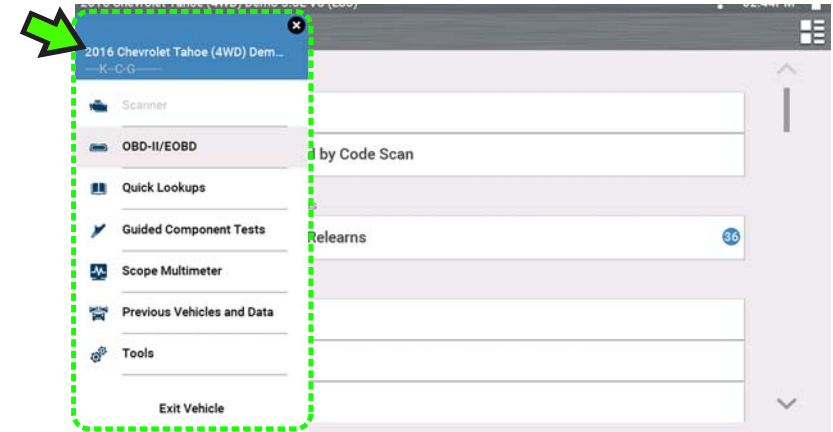 2016 Chevrolet Tahoe (4WD) Dem...
----K--C-G------
Scanner
OBD-II/EOBD
Quick Lookups
Guided Component Tests
Scope Multimeter
Previous Vehicles and Data
Tools
Exit Vehicle
d by Code Scan
Relearns
36